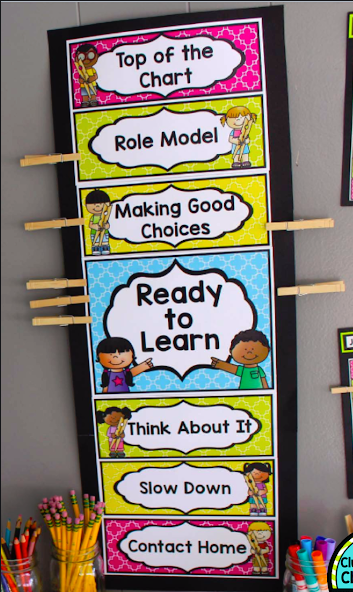 Top of the
Chart
Role Model
Making Good
Choices
Ready
to
Learn
Think About It
Slow Down
Contact Home